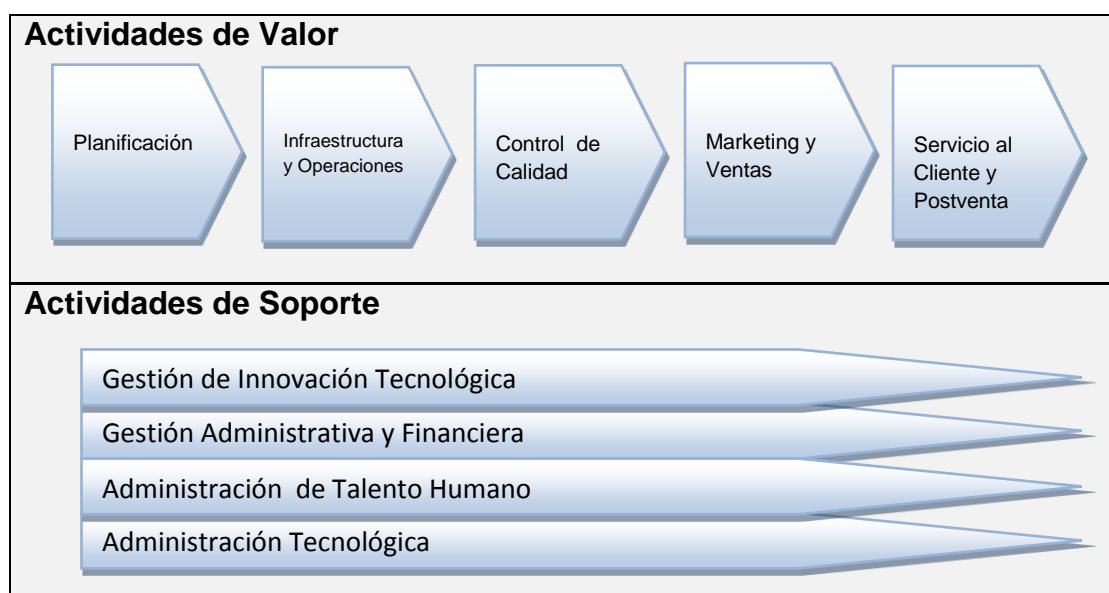 Actividades de Valor
Planificación
Infraestructura
y Operaciones
Control de
Calidad
Marketing y
Ventas
Servicio al
Cliente y
Postventa
Actividades de Soporte
Gestión de Innovación Tecnológica
Gestión Administrativa y Financiera
Administración de Talento Humano
Administración Tecnológica